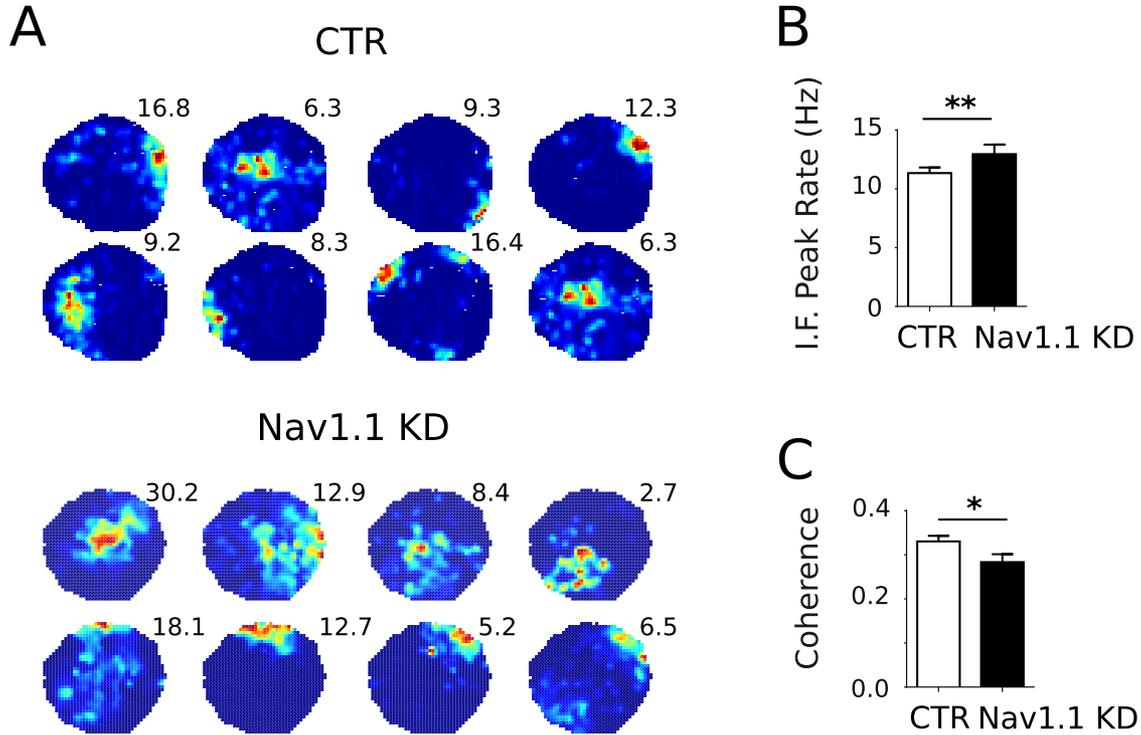 A
CTR
16.8 6.3 9.3 12.3
9.2 8.3 16.4 6.3
Nav1.1 KD
30.2 12.9 8.4 2.7
18.1 12.7 5.2 6.5
B
I.F. Peak Rate (Hz)
**
15
10
5
0
CTR Nav1.1 KD
C
Coherence
*
0.4
0.2
0.0
CTR Nav1.1 KD